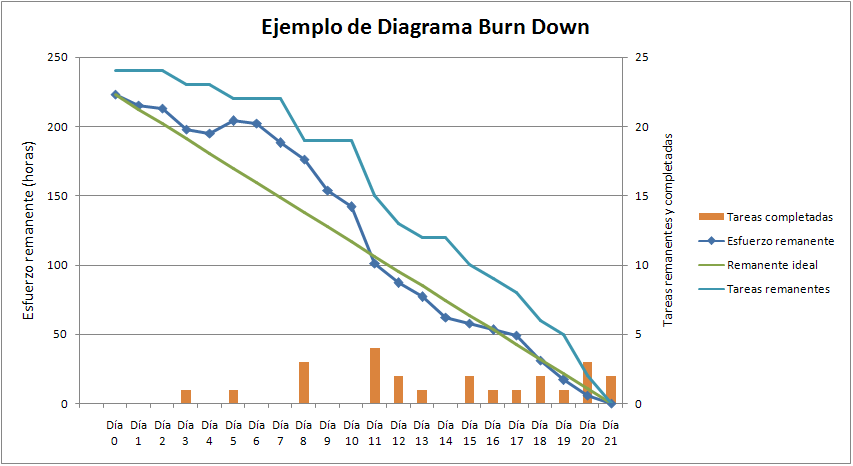 Ejemplo de Diagrama Burn Down
Esfuerzo remanente (horas)
250
200
150
100
50
0
25
20
15
10
5
0
Tareas remanentes y completadas
Día 0
Día 1
Día 2
Día 3
Día 4
Día 5
Día 6
Día 7
Día 8
Día 9
Día 10
Día 11
Día 12
Día 13
Día 14
Día 15
Día 16
Día 17
Día 18
Día 19
Día 20
Día 21
Tareas completadas
Esfuerzo remanente
Remanente ideal
Tareas remanentes